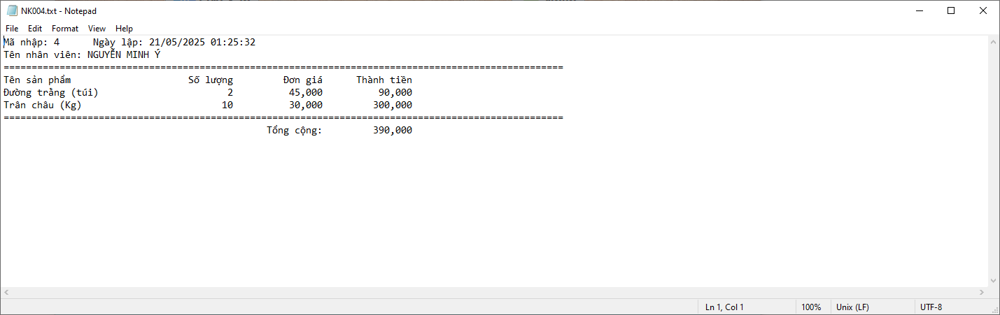 NK004.txt - Notepad
File Edit Format View Help
Mã nhập: 4 Ngày lập: 21/05/2025 01:25:32
Tên nhân viên: NGUYỄN MINH Ý
====================================================================================================
Tên sản phẩm Số lượng Đơn giá Thành tiền
Đường trằng (túi) 2 45,000 90,000
Trân châu (Kg) 10 30,000 300,000
====================================================================================================
Tổng cộng: 390,000
Ln 1, Col 1 100% Unix (LF) UTF-8